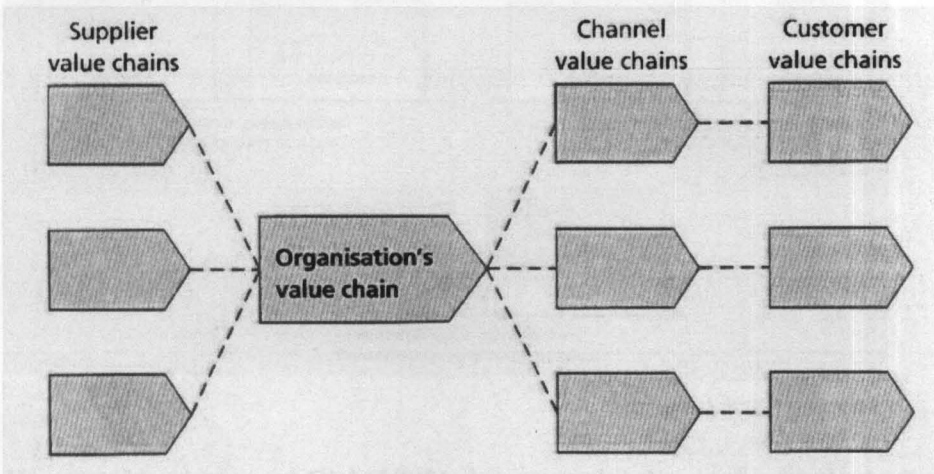 Supplier
value chains
Channel
value chains
Customer
value chains
Organisation's
value chain